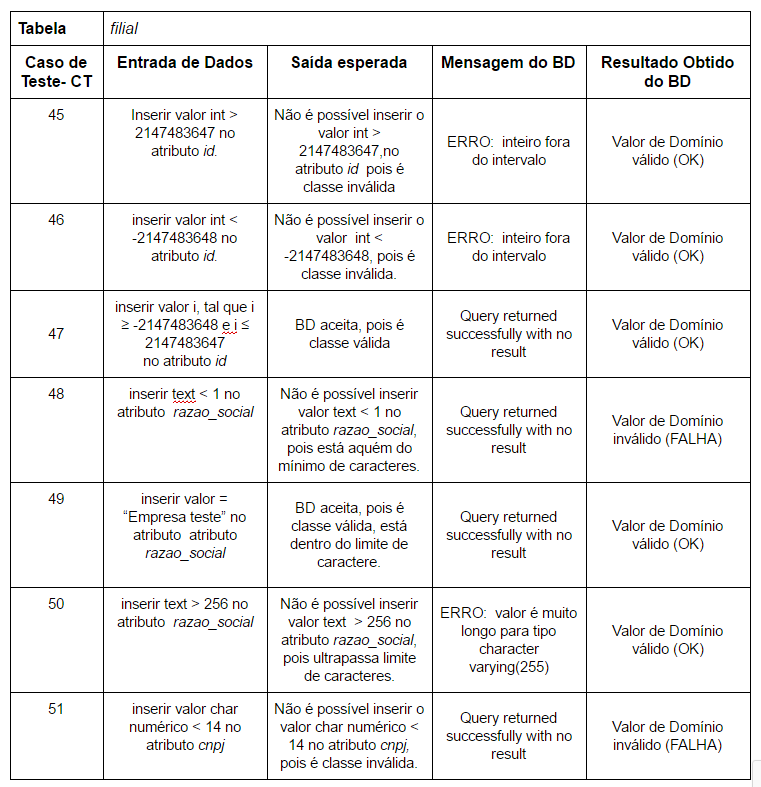 Tabela filial
Caso de Teste- CT Entrada de Dados Saída esperada Mensagem do BD Resultado Obtido do BD
45
Inserir valor int >
2147483647 no
atributo id.
Não é possível inserir o
valor int >
2147483647,no
atributo id pois é
classe inválida
ERRO: inteiro fora
do intervalo
Valor de Domínio
válido (OK)
46
inserir valor int <
-2147483648 no
atributo id.
Não é possível inserir o
valor int <
-2147483648, pois é
classe inválida.
ERRO: inteiro fora
do intervalo
Valor de Domínio
válido (OK)
47
inserir valor i, tal que i
≥ -2147483648 e i ≤
2147483647
no atributo id
BD aceita, pois é
classe válida
Query returned
successfully with no
result
Valor de Domínio
válido (OK)
48
inserir text < 1 no
atributo razao_social
Não é possível inserir
valor text < 1 no
atributo razao_social,
pois está aquém do
mínimo de caracteres.
Query returned
successfully with no
result
Valor de Domínio
inválido (FALHA)
49
inserir valor =
“Empresa teste” no
atributo atributo
razao_social
BD aceita, pois é
classe válida, está
dentro do limite de
caractere.
Query returned
successfully with no
result
Valor de Domínio
válido (OK)
50
inserir text > 256 no
atributo razao_social
Não é possível inserir
valor text > 256 no
atributo razao_social,
pois ultrapassa limite
de caracteres.
ERRO: valor é muito
longo para tipo
character
varying(255)
Valor de Domínio
válido (OK)
51
inserir valor char
numérico < 14 no
atributo cnpj
Não é possível inserir o
valor char numérico <
14 no atributo cnpj,
pois é classe inválida.
Query returned
successfully with no
result
Valor de Domínio
inválido (FALHA)